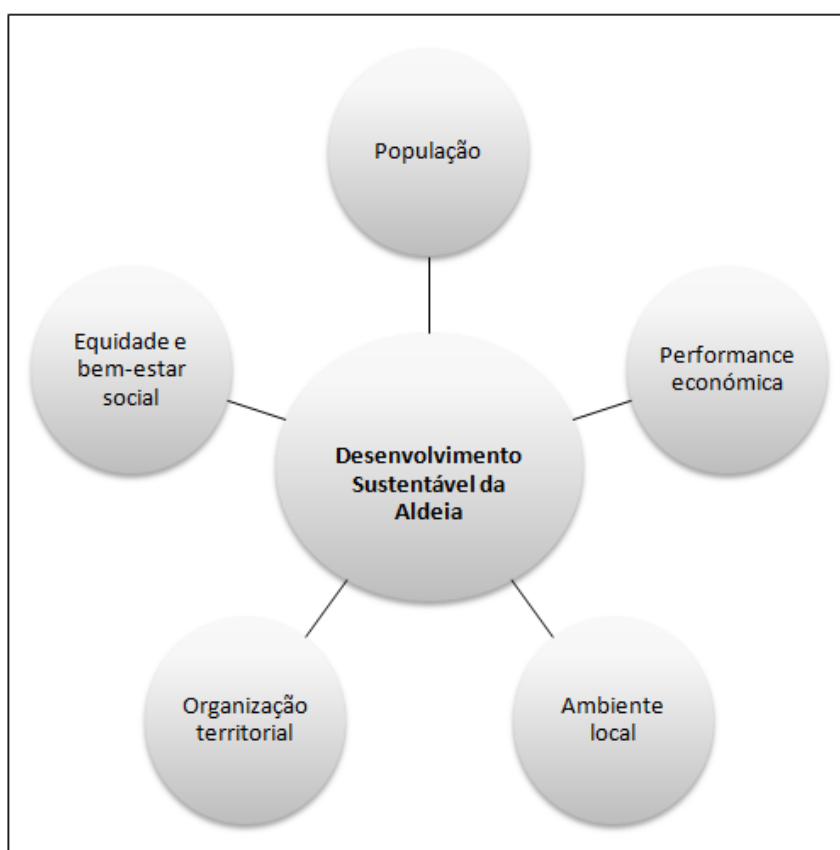 População
Equidade e
bem-estar
social
Performance
económica
Desenvolvimento
Sustentável da
Aldeia
Organização
territorial
Ambiente
local